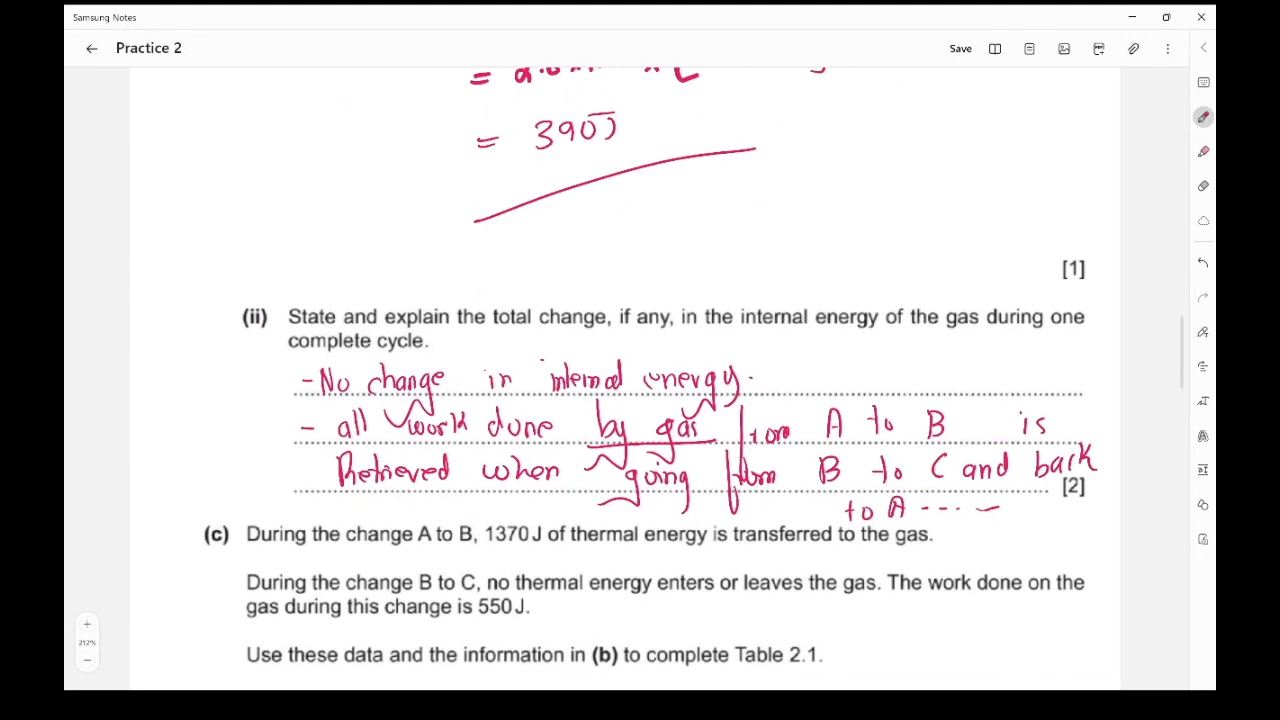 Samsung Notes
Practice 2
Save
=
= 390J
[1]
(ii) State and explain the total change, if any, in the internal energy of the gas during one
complete cycle.
- No change in internal energy.
- all work done by gas from A to B is
Retrieved when going from B to C and back
[2]
to A ----
(c) During the change A to B, 1370 J of thermal energy is transferred to the gas.
During the change B to C, no thermal energy enters or leaves the gas. The work done on the
gas during this change is 550 J.
Use these data and the information in (b) to complete Table 2.1.
212%